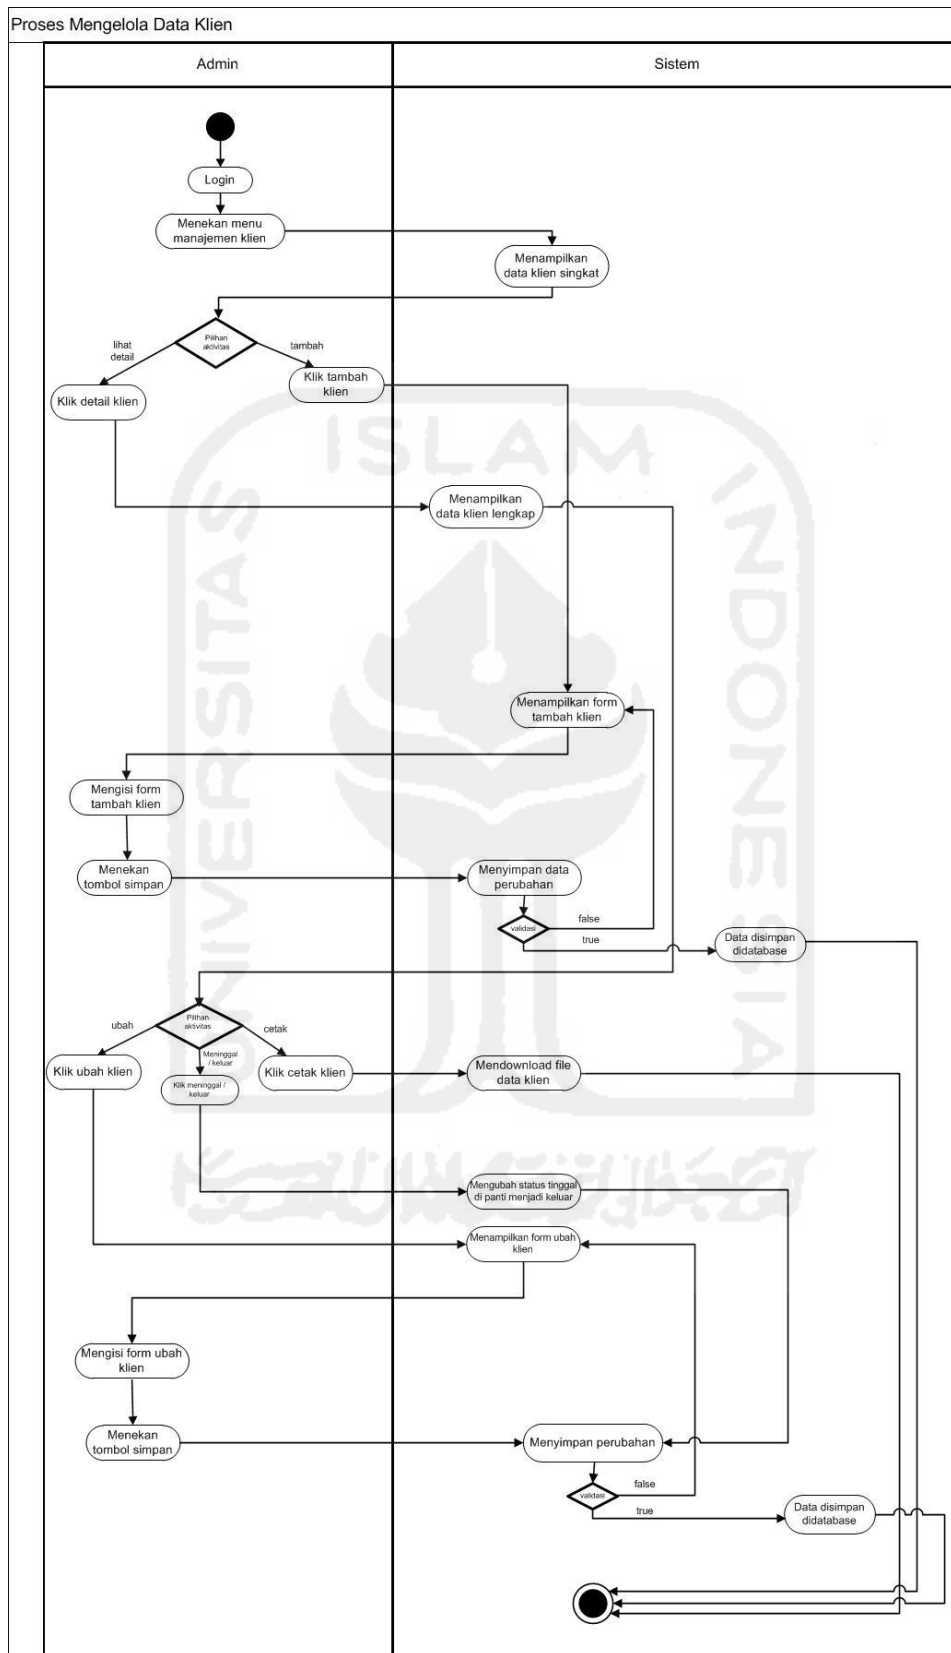 Proses Mengelola Data Klien
Admin
Sistem
Login
Menekan menu
manajemen klien
Menampilkan
data klien singkat
Pilihan
aktivitas
lihat
detail
tambah
Klik detail klien
Klik tambah
klien
ISLAM
UNIVERSITAS
INDONESIA
Menampilkan
data klien lengkap
Menampilkan form
tambah klien
Mengisi form
tambah klien
Menekan
tombol simpan
Menyimpan data
perubahan
validasi
false
true
Data disimpan
didatabase
Pilihan
aktivitas
ubah
Meninggal
/ keluar
cetak
Klik ubah klien
Klik meninggal /
keluar
Klik cetak klien
Mendownload file
data klien
Mengubah status tinggal
di panti menjadi keluar
Menampilkan form ubah
klien
Mengisi form ubah
klien
Menekan
tombol simpan
Menyimpan perubahan
validasi
false
true
Data disimpan
didatabase